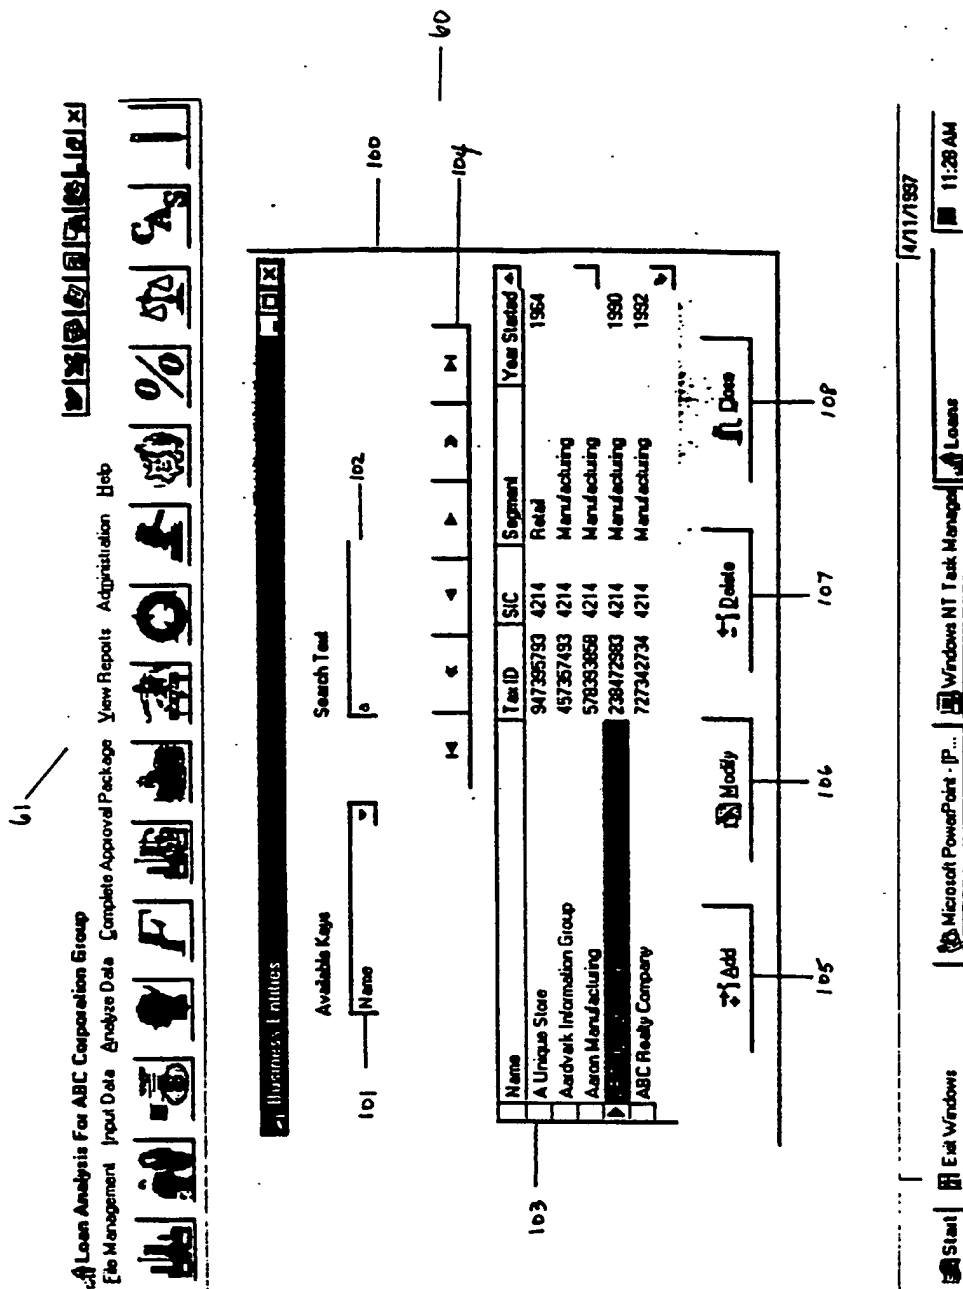 61
60
Loan Analysis For ABC Corporation Group
File Management Input Data Analyze Data Complete Approval Package View Reports Administration Help
F % CAS
Business Entities
100
Available Keys Search Text
101 Name a 102
104
Name Tax ID SIC Segment Year Started
A Unique Store 947395793 4214 Retail 1964
Aardvark Information Group 457357493 4214 Manufacturing
Aaron Manufacturing 578393858 4214 Manufacturing
238472983 4214 Manufacturing 1990
ABC Realty Company 727342734 4214 Manufacturing 1992
103
Add Modify Delete Close
105 106 107 108
4/11/1997
Start Exit Windows Microsoft PowerPoint - [P... Windows NT Task Manager Loans 11:28 AM